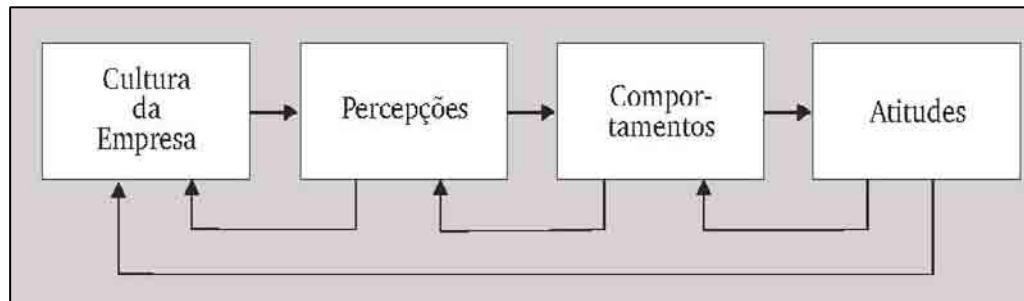 Cultura
da
Empresa
Percepções
Compor-
tamentos
Atitudes